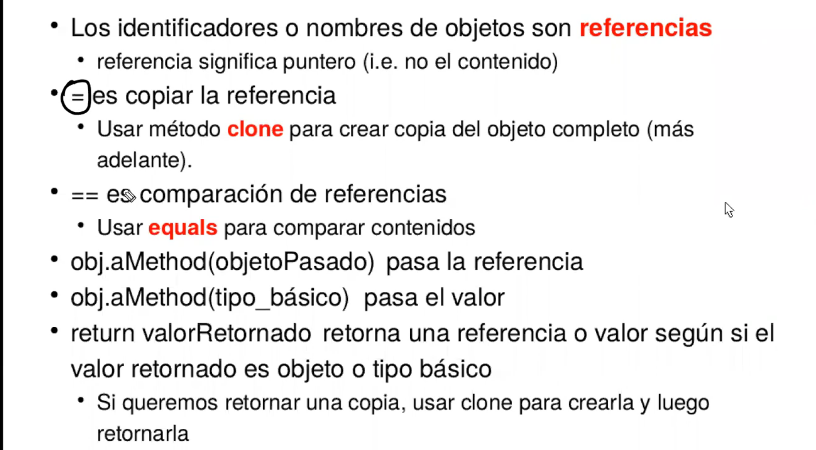 • Los identificadores o nombres de objetos son referencias
• referencia significa puntero (i.e. no el contenido)
• = es copiar la referencia
• Usar método clone para crear copia del objeto completo (más
adelante).
• == es comparación de referencias
• Usar equals para comparar contenidos
• obj.aMethod(objetoPasado) pasa la referencia
• obj.aMethod(tipo_básico) pasa el valor
• return valorRetornado retorna una referencia o valor según si el
valor retornado es objeto o tipo básico
• Si queremos retornar una copia, usar clone para crearla y luego
retornarla